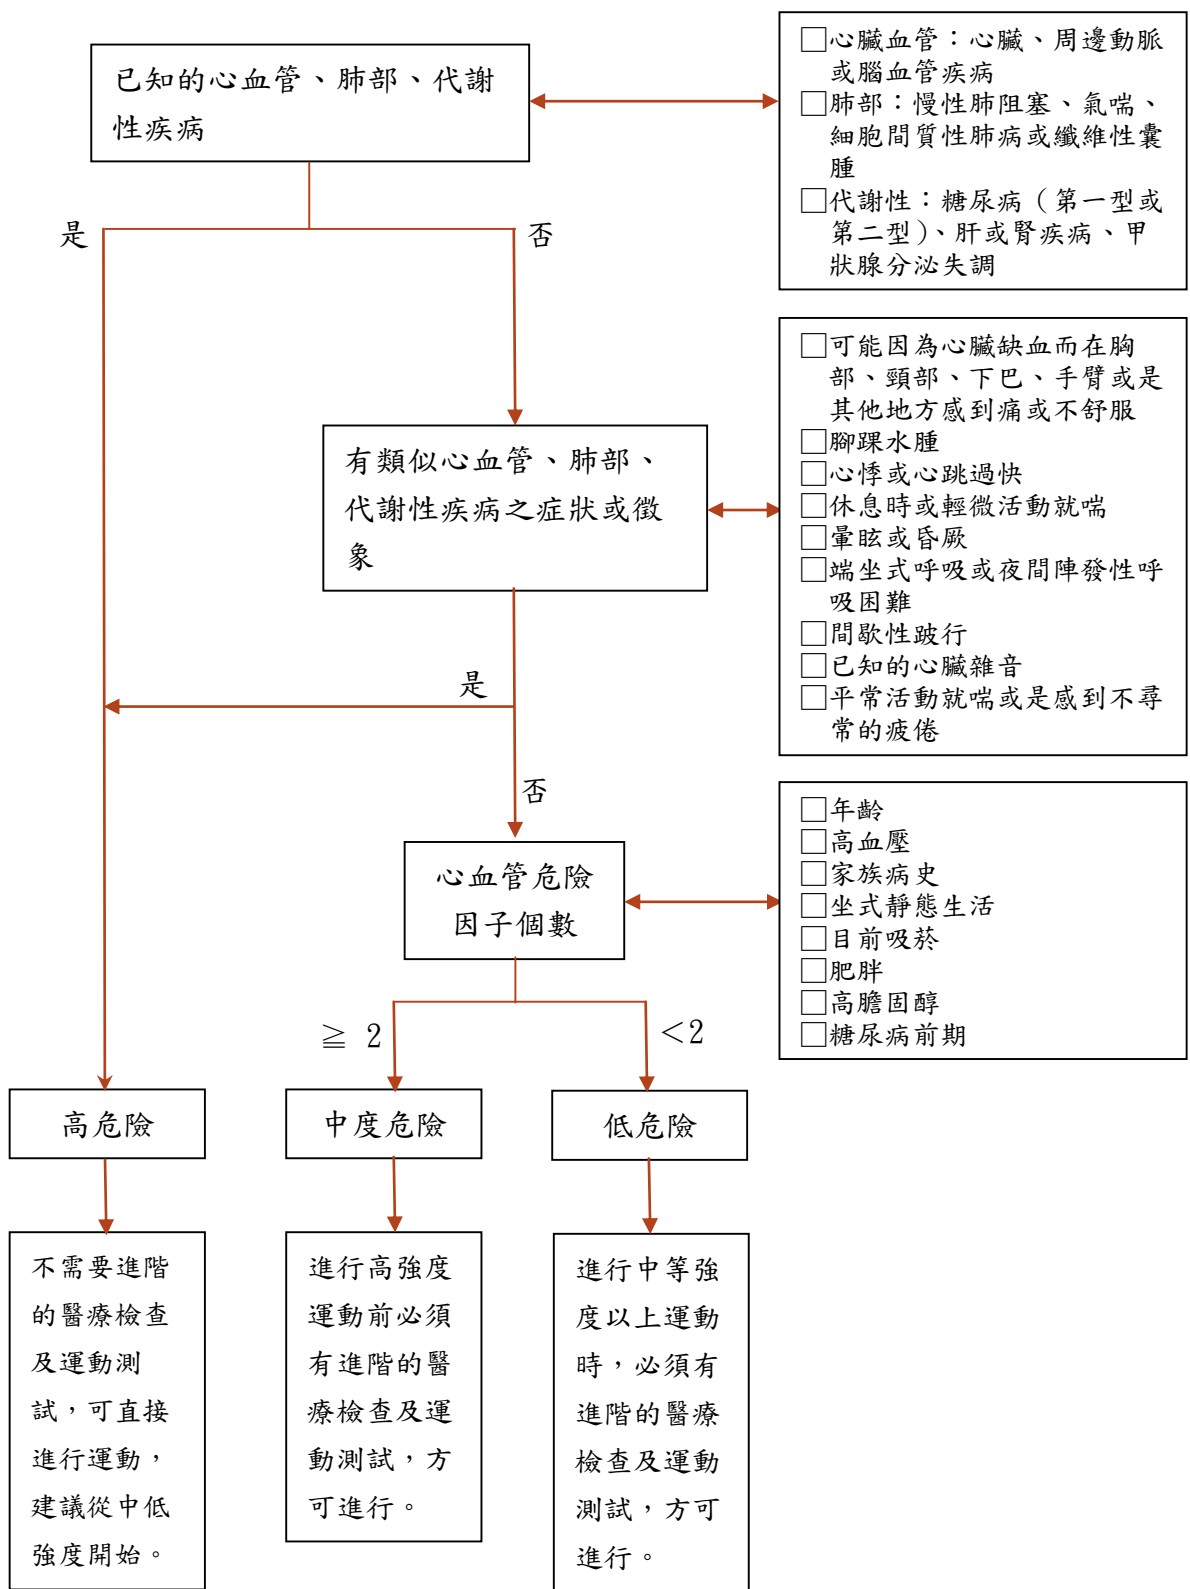 已知的心血管、肺部、代謝
性疾病
□心臟血管：心臟、周邊動脈
或腦血管疾病
□肺部：慢性肺阻塞、氣喘、
細胞間質性肺病或纖維性囊
腫
□代謝性：糖尿病（第一型或
第二型）、肝或腎疾病、甲
狀腺分泌失調
是
否
有類似心血管、肺部、
代謝性疾病之症狀或徵
象
□可能因為心臟缺血而在胸
部、頸部、下巴、手臂或是
其他地方感到痛或不舒服
□腳踝水腫
□心悸或心跳過快
□休息時或輕微活動就喘
□暈眩或昏厥
□端坐式呼吸或夜間陣發性呼
吸困難
□間歇性跛行
□已知的心臟雜音
□平常活動就喘或是感到不尋
常的疲倦
是
否
心血管危險
因子個數
□年齡
□高血壓
□家族病史
□坐式靜態生活
□目前吸菸
□肥胖
□高膽固醇
□糖尿病前期
≧ 2
<2
高危險
中度危險
低危險
不需要進階
的醫療檢查
及運動測
試，可直接
進行運動，
建議從中低
強度開始。
進行高強度
運動前必須
有進階的醫
療檢查及運
動測試，方
可進行。
進行中等強
度以上運動
時，必須有
進階的醫療
檢查及運動
測試，方可
進行。